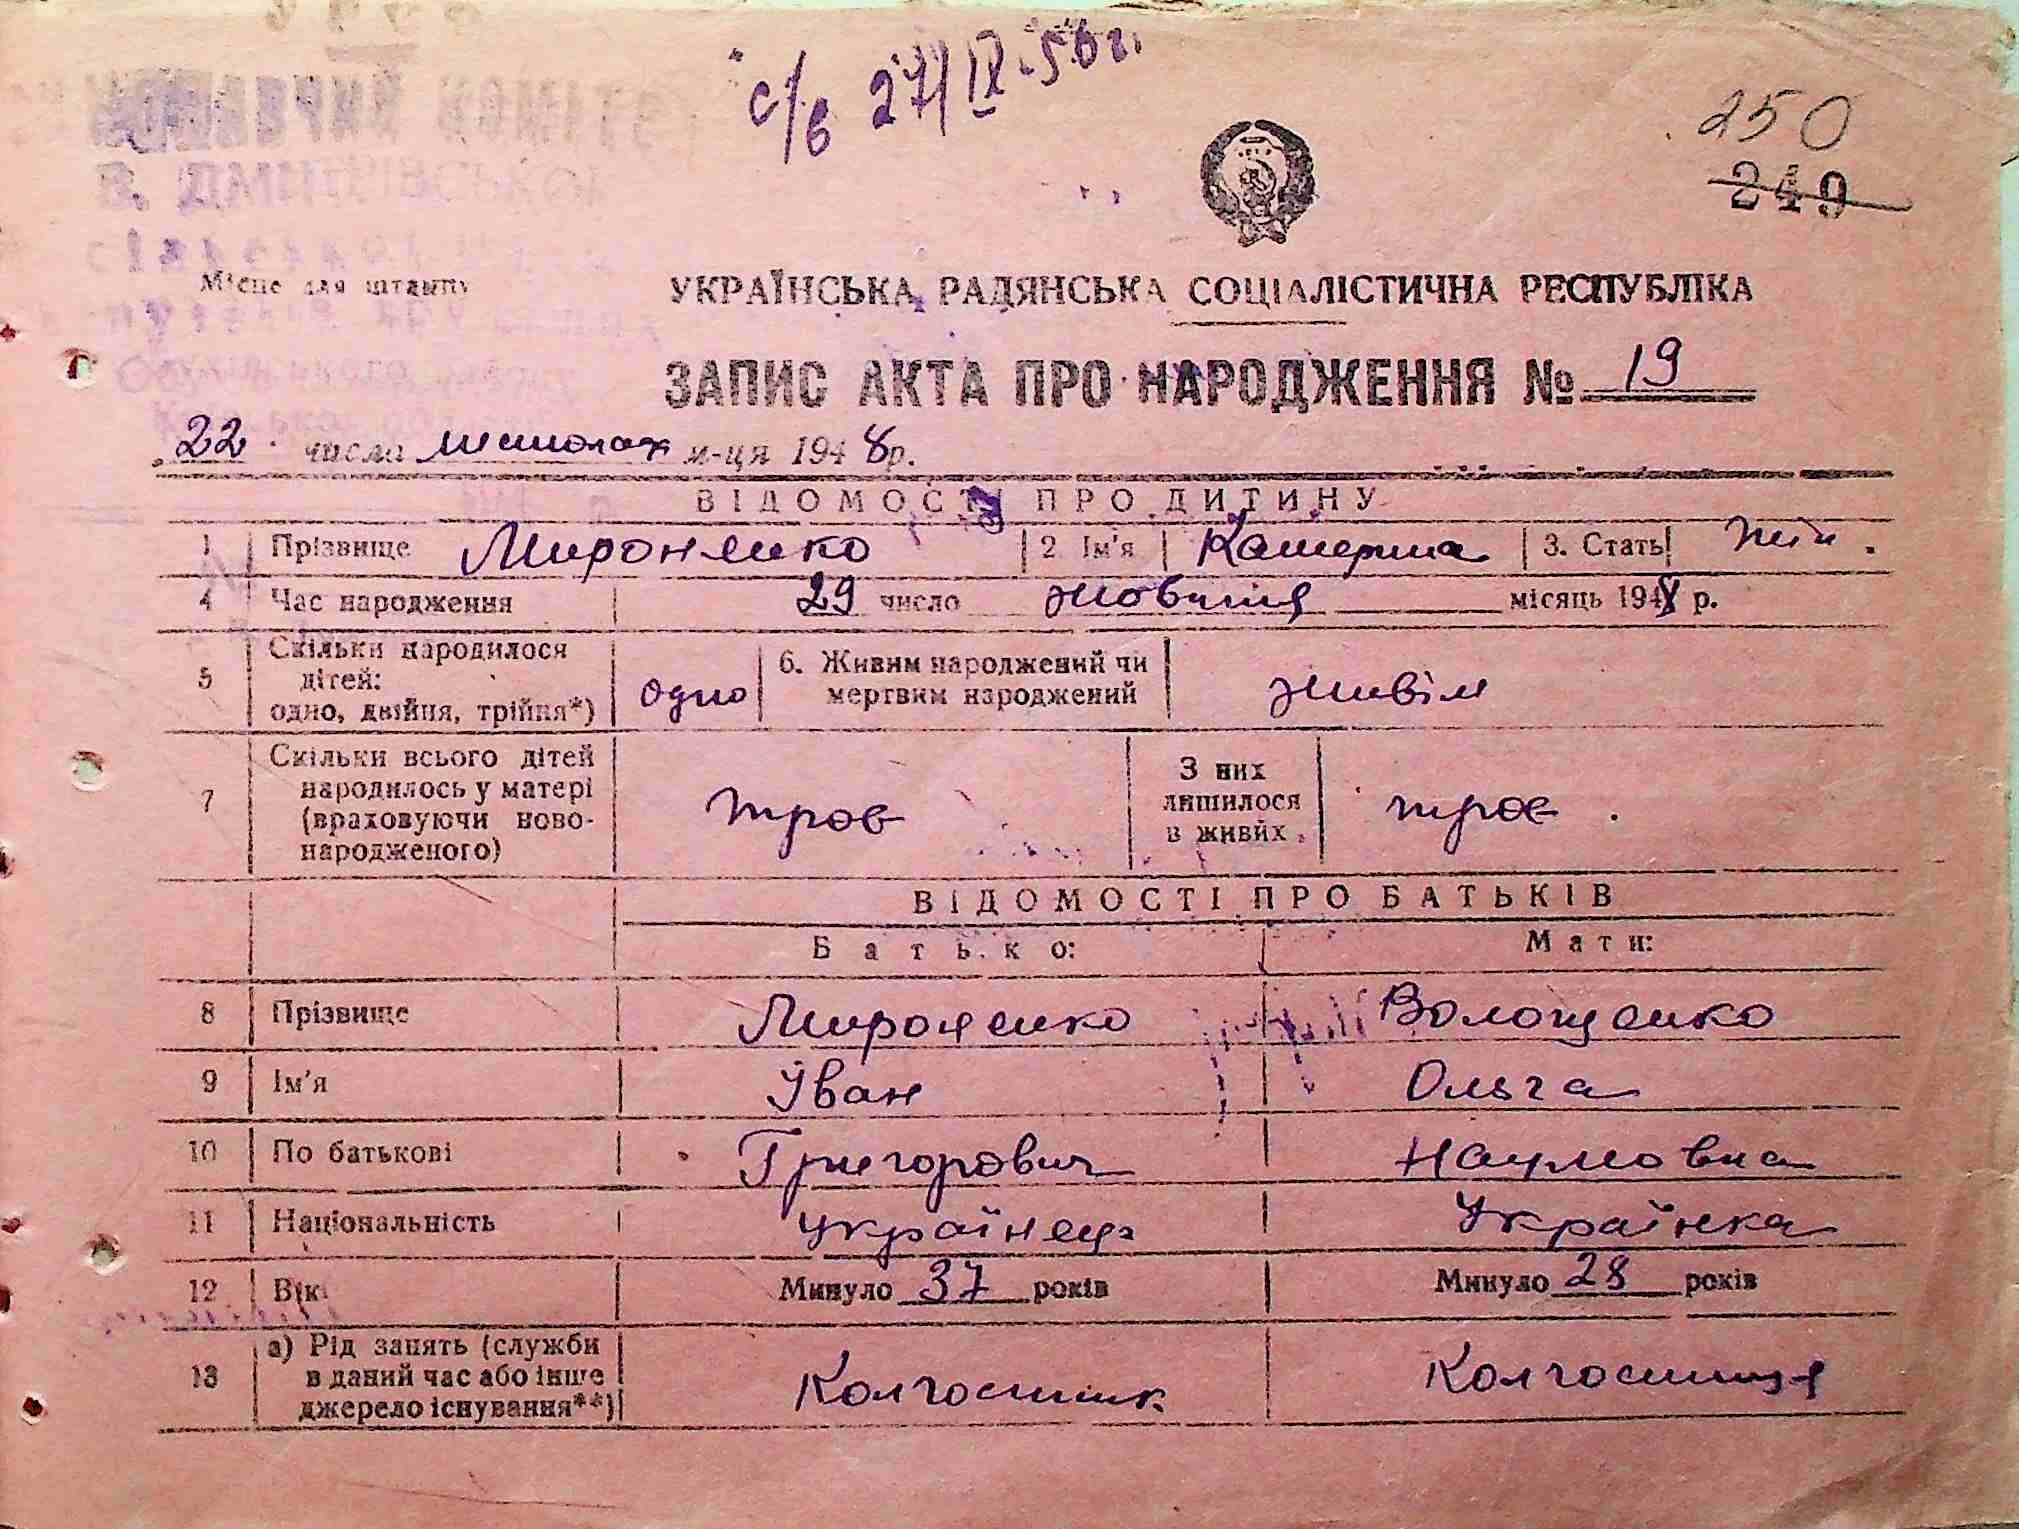 с/в 27/IX-50 г.
250
249
КОМІТЕ
В. ДМИТРІВСЬКОЇ
Місце для штампу
УКРАЇНСЬКА РАДЯНСЬКА СОЦІАЛІСТИЧНА РЕСПУБЛІКА
ЗАПИС АКТА ПРО НАРОДЖЕННЯ № 19
22 числа листопад м-ця 1948 р.
ВІДОМОСТІ ПРО ДИТИНУ
1 Прізвище Мироненко 2 Ім'я Катерина 3. Стать жін.
4 Час народження 29 число жовтня місяць 1948 р.
5 Скільки народилося дітей: одно, двійня, трійня*) одно 6. Живим народжений чи мертвим народжений живім
7 Скільки всього дітей народилось у матері (враховуючи новонародженого) троє З них лишилося в живих троє.
ВІДОМОСТІ ПРО БАТЬКІВ
Батько: Мати:
8 Прізвище Мироненко Волощенко
9 Ім'я Іван Ольга
10 По батькові Григорович Наумовна
11 Національність Українець Українка
12 Вік Минуло 37 років Минуло 28 років
13 а) Рід занять (служби в даний час або інше джерело існування**) Колгоспник Колгоспниця